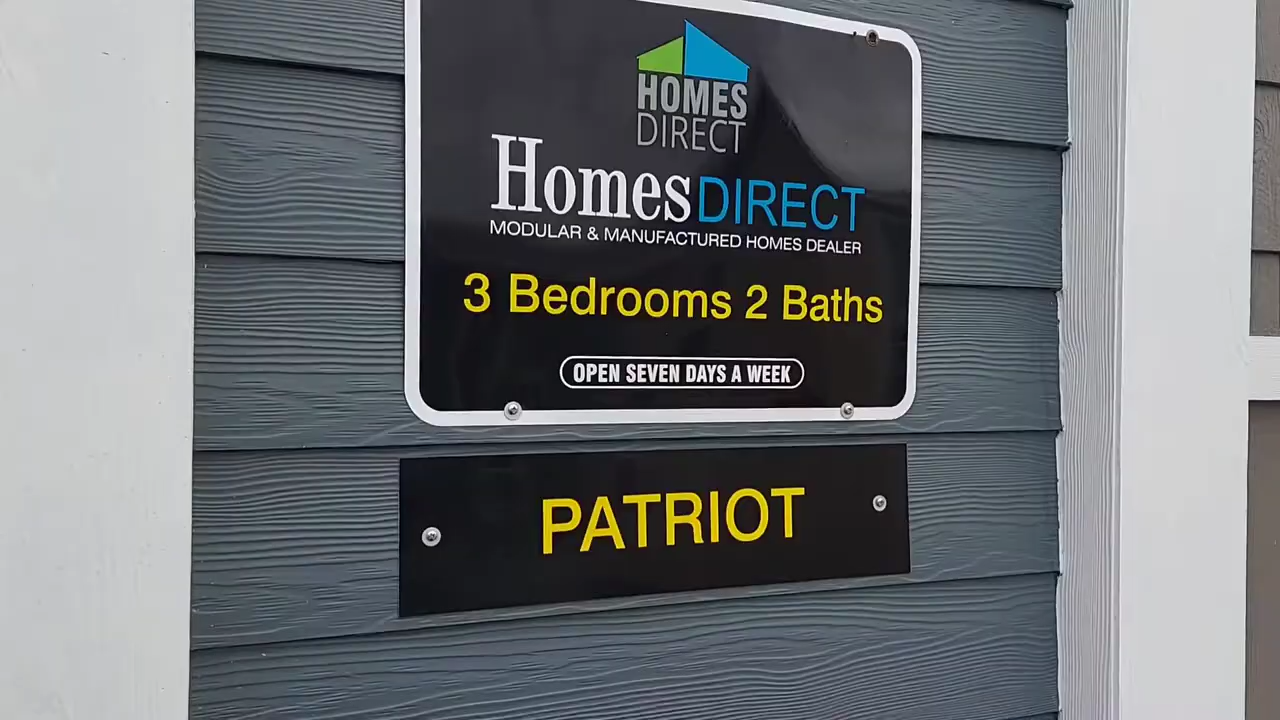 HOMES
DIRECT
HomesDIRECT
MODULAR & MANUFACTURED HOMES DEALER
3 Bedrooms 2 Baths
OPEN SEVEN DAYS A WEEK
PATRIOT